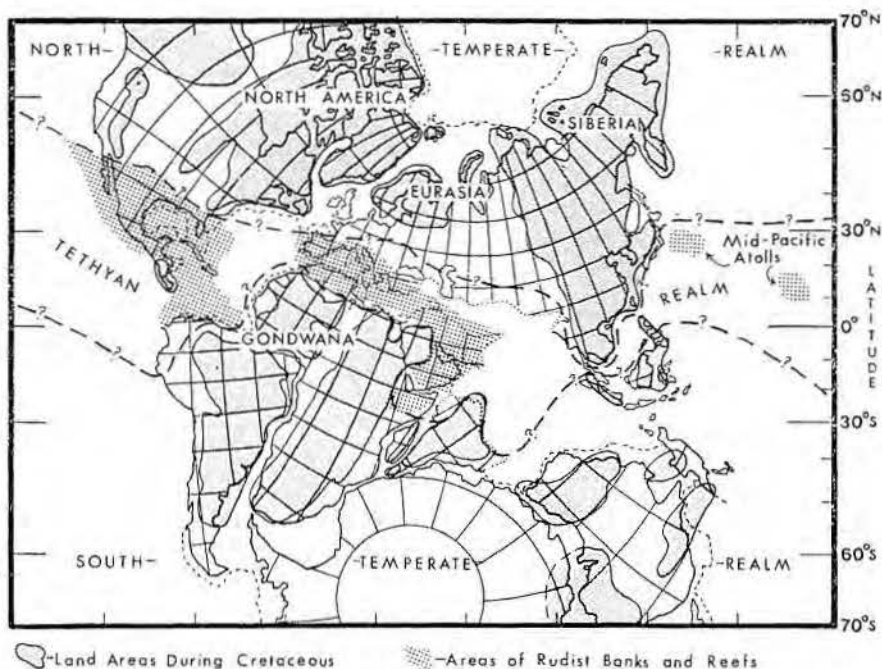 NORTH- -TEMPERATE- -REALM
70°N
NORTH AMERICA
50°N
SIBERIA
?
EURASIA
? ? ?
30°N
Mid-Pacific
Atolls
TETHYAN
?
REALM
LATITUDE
GONDWANA
? ?
0°
?
30°S
SOUTH- -TEMPERATE -REALM
60°S
70°S
-Land Areas During Cretaceous -Areas of Rudist Banks and Reefs